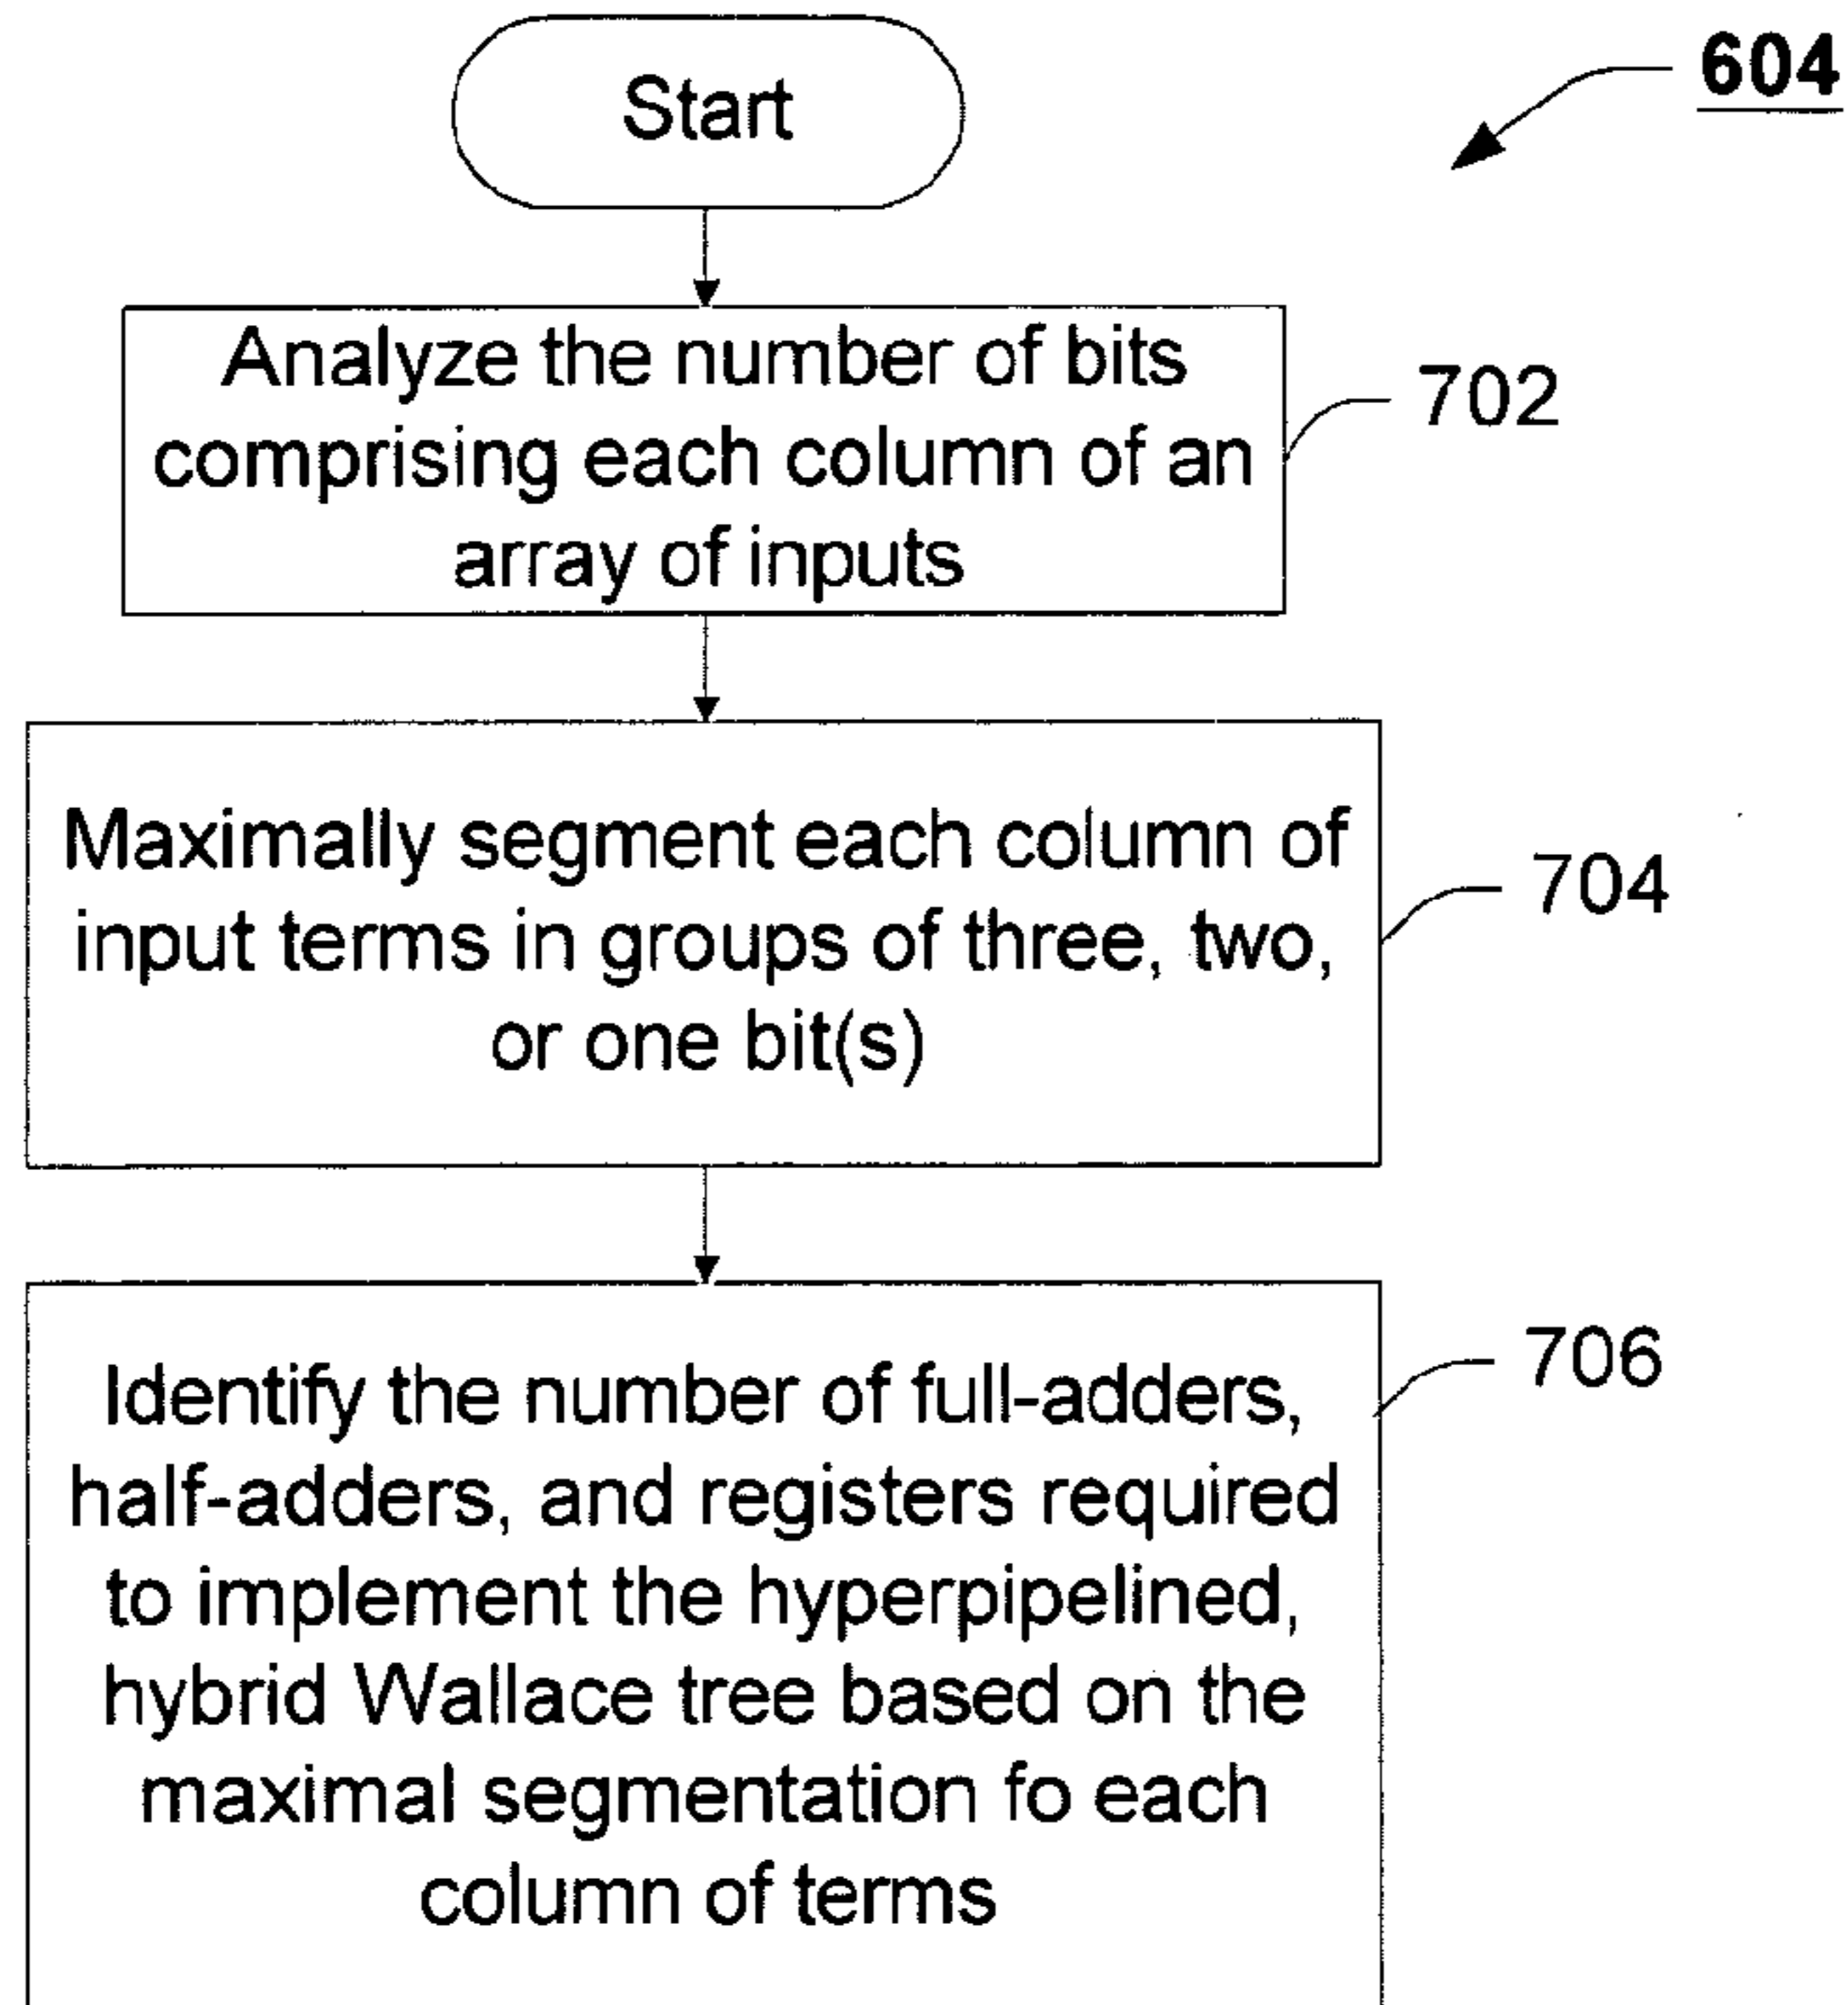 Start
604
Analyze the number of bits
comprising each column of an
array of inputs
702
Maximally segment each column of
input terms in groups of three, two,
or one bit(s)
704
Identify the number of full-adders,
half-adders, and registers required
to implement the hyperpipelined,
hybrid Wallace tree based on the
maximal segmentation fo each
column of terms
706